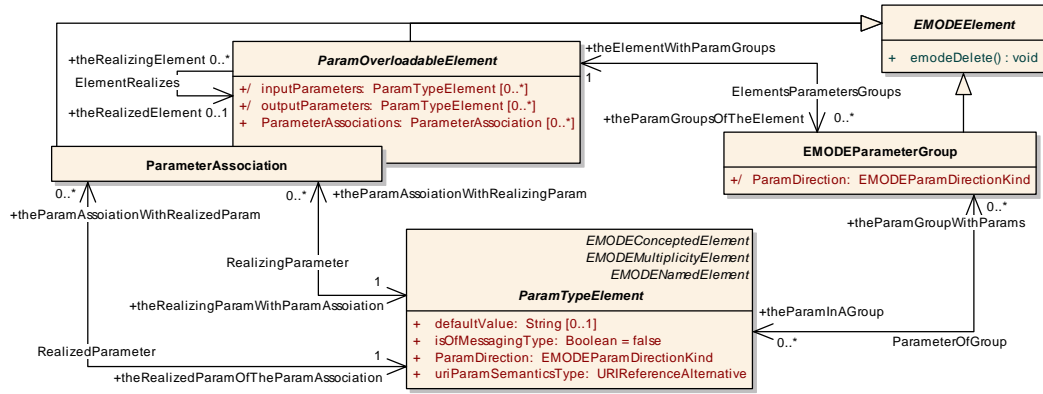 EMODEElement
+ emodeDelete() : void
+theRealizingElement 0..*
ElementRealizes
+theRealizedElement 0..1
ParamOverloadableElement
+/ inputParameters: ParamTypeElement [0..*]
+/ outputParameters: ParamTypeElement [0..*]
+ ParameterAssociations: ParameterAssociation [0..*]
+theElementWithParamGroups
1
ElementsParametersGroups
+theParamGroupsOfTheElement
0..*
EMODEParameterGroup
+/ ParamDirection: EMODEParamDirectionKind
ParameterAssociation
0..*
+theParamAssoiationWithRealizedParam
0..*
+theParamAssoiationWithRealizingParam
0..*
+theParamGroupWithParams
RealizingParameter
1
+theRealizingParamWithParamAssoiation
EMODEConceptedElement
EMODEMultiplicityElement
EMODENamedElement
ParamTypeElement
+ defaultValue: String [0..1]
+ isOfMessagingType: Boolean = false
+ ParamDirection: EMODEParamDirectionKind
+ uriParamSemanticsType: URIReferenceAlternative
+theParamInAGroup
0..*
ParameterOfGroup
RealizedParameter
1
+theRealizedParamOfTheParamAssociation